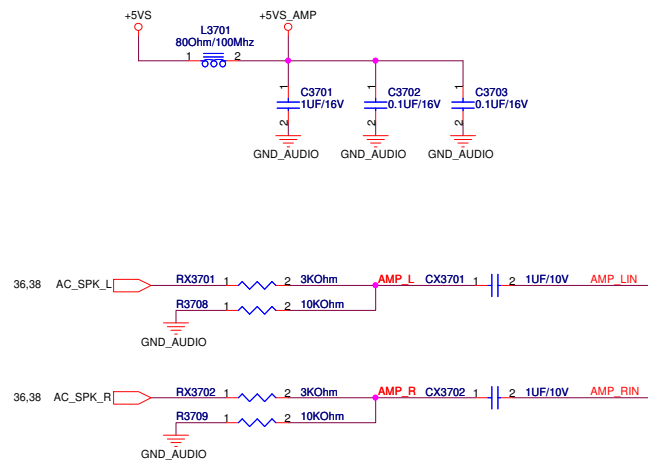 +5VS +5VS_AMP
L3701
80Ohm/100Mhz
1 2
1 1 1
C3701 C3702 C3703
1UF/16V 0.1UF/16V 0.1UF/16V
2 2 2
GND_AUDIO GND_AUDIO GND_AUDIO
36,38 AC_SPK_L RX3701 1 2 3KOhm AMP_L CX3701 1 2 1UF/10V AMP_LIN
R3708 1 2 10KOhm
GND_AUDIO
36,38 AC_SPK_R RX3702 1 2 3KOhm AMP_R CX3702 1 2 1UF/10V AMP_RIN
R3709 1 2 10KOhm
GND_AUDIO